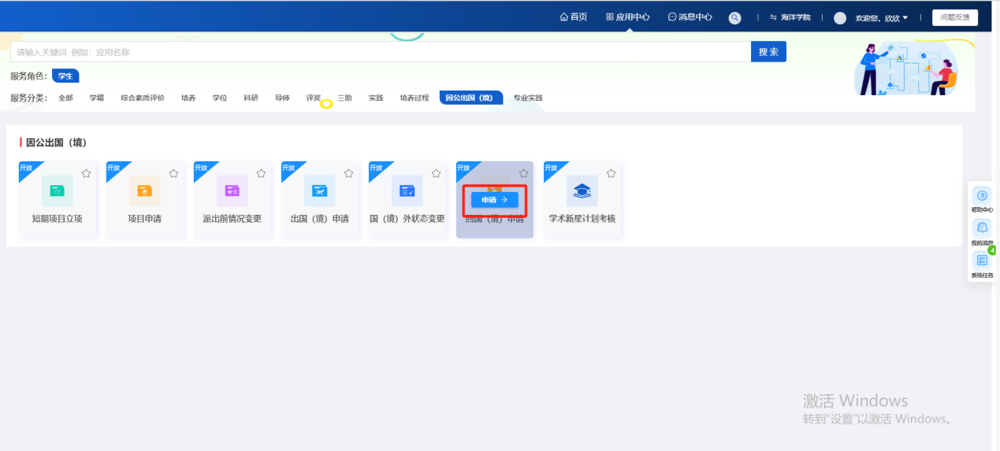 首页 应用中心 消息中心 海洋学院 欢迎您，欣欣 问题反馈
请输入关键词 例如：应用名称 搜 索
服务角色： 学生
服务分类： 全部 学籍 综合素质评价 培养 学位 科研 导师 评奖 三助 实践 培养过程 因公出国（境） 专业实践
因公出国（境）
开放 开放 开放 开放 开放 开放 开放
申请
短期项目立项 项目申请 派出前情况变更 出国（境）申请 国（境）外状态变更 回国（境）申请 学术新星计划考核
帮助中心
我的消息
4
系统任务
激活 Windows
转到"设置"以激活 Windows。